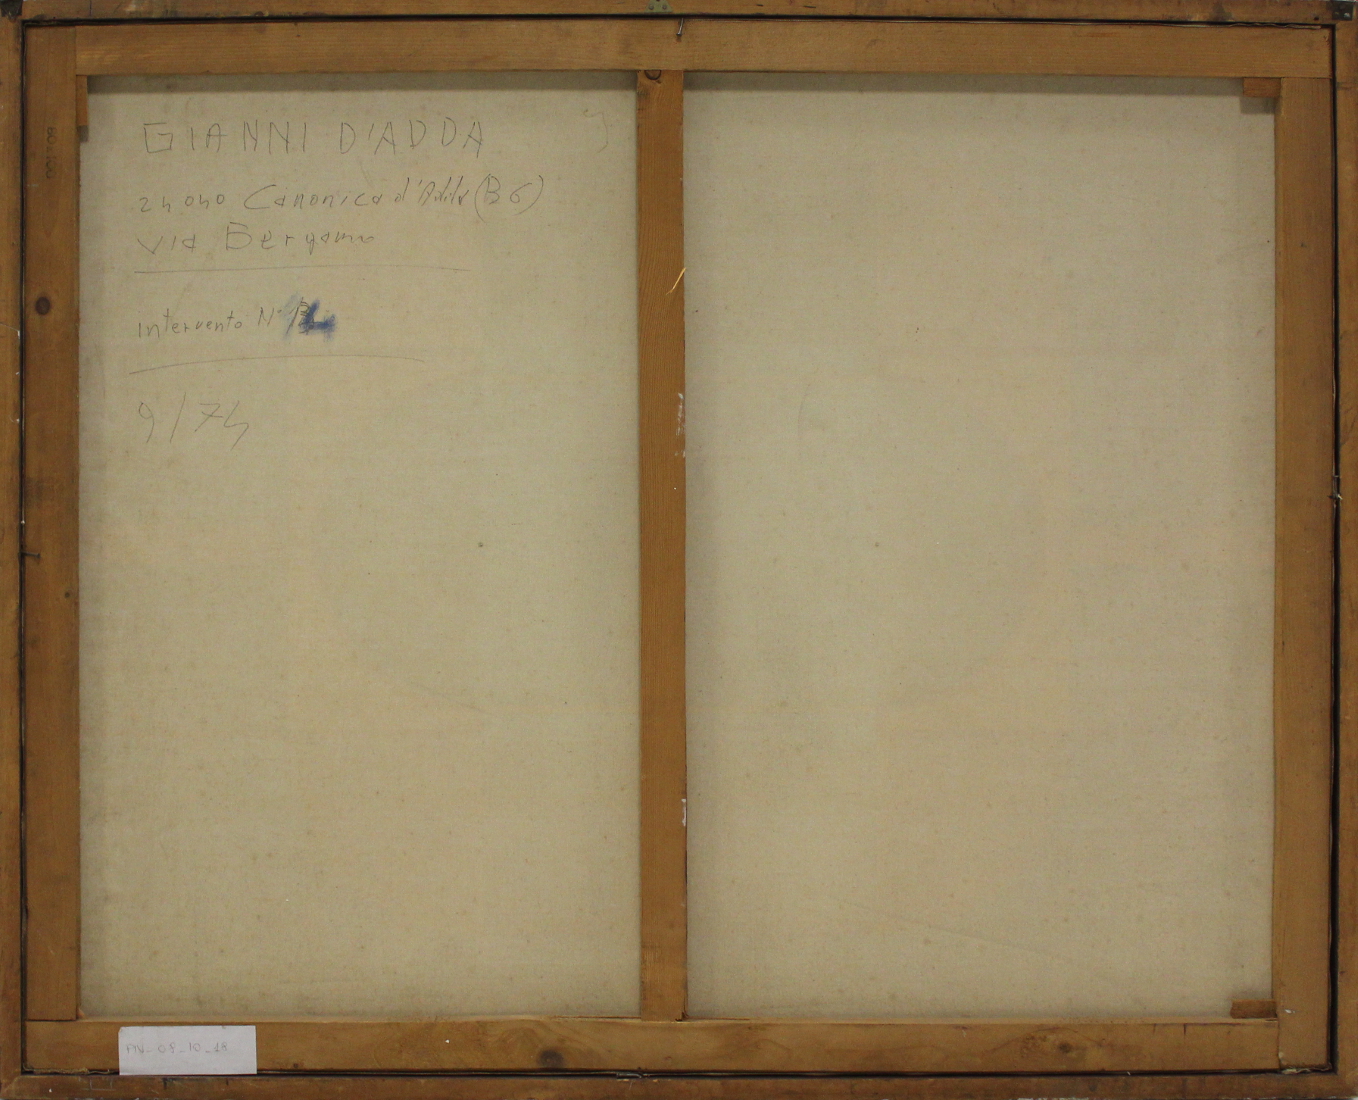 GIANNI D'ADDA
24040 Canonica d'Adda (BG)
Via Bergamo
Intervento N°
9/74